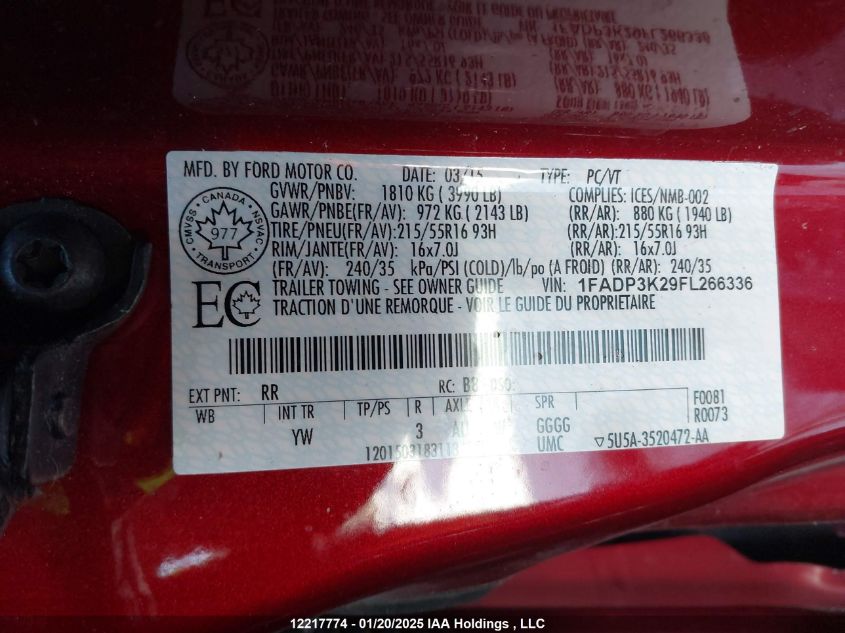 MFD. BY FORD MOTOR CO. DATE: 03/15 TYPE: PC/VT
GVWR/PNBV: 1810 KG ( 3990 LB) COMPLIES: ICES/NMB-002
GAWR/PNBE(FR/AV): 972 KG ( 2143 LB) (RR/AR): 880 KG ( 1940 LB)
TIRE/PNEU(FR/AV):215/55R16 93H (RR/AR):215/55R16 93H
RIM/JANTE(FR/AV): 16x7.0J (RR/AR): 16x7.0J
(FR/AV) 240/35 kPa/PSI (COLD)/lb/po (A FROID) (RR/AR) 240/35
TRAILER TOWING - SEE OWNER GUIDE VIN: 1FADP3K29FL266336
TRACTION D'UNE REMORQUE - VOIR LE GUIDE DU PROPRIETAIRE
CANADA
CMVSS NSVAC
977
TRANSPORT
EC
EXT PNT: RR RC: B8 DSO:
WB INT TR TP/PS R AXLE SPR F0081
YW 3 GGGG R0073
UMC 5U5A-3520472-AA
12217774 - 01/20/2025 IAA Holdings , LLC